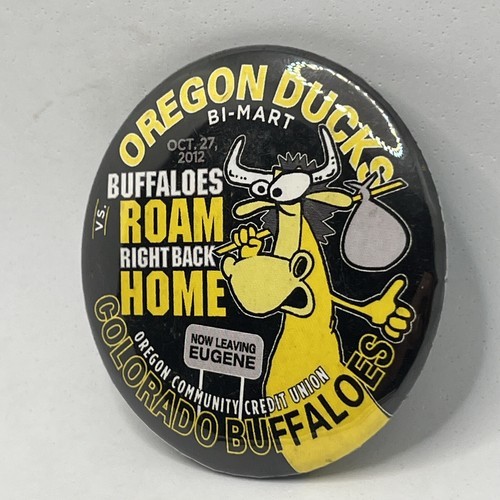 OREGON DUCKS
BI-MART
OCT. 27,
2012
VS.
BUFFALOES
ROAM
RIGHT BACK
HOME
NOW LEAVING
EUGENE
OREGON COMMUNITY CREDIT UNION
COLORADO BUFFALOES